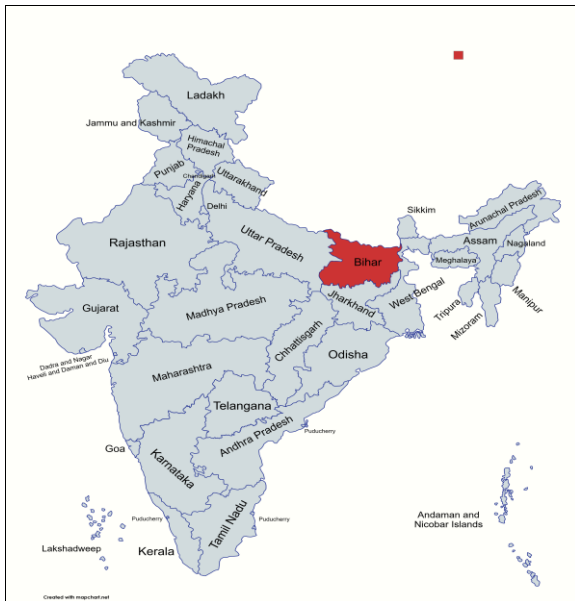 Ladakh
Jammu and Kashmir
Himachal
Pradesh
Punjab
Chandigarh
Uttarakhand
Haryana
Delhi
Sikkim
Arunachal Pradesh
Rajasthan
Uttar Pradesh
Bihar
Assam
Nagaland
Meghalaya
Manipur
Tripura
Mizoram
West Bengal
Jharkhand
Gujarat
Madhya Pradesh
Chhattisgarh
Odisha
Dadra and Nagar
Haveli and Daman and Diu
Maharashtra
Telangana
Andhra Pradesh
Puducherry
Goa
Karnataka
Puducherry
Puducherry
Andaman and
Nicobar Islands
Lakshadweep
Kerala
Tamil Nadu
Created with mapchart.net